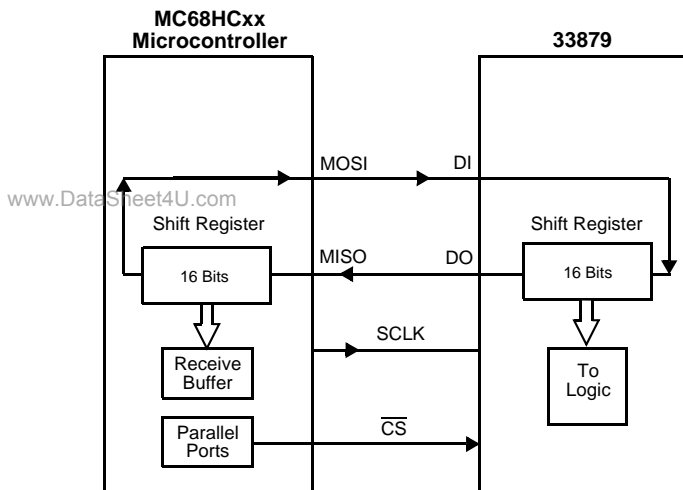 MC68HCxx
Microcontroller
33879
MOSI
DI
www.DataSheet4U.com
Shift Register
Shift Register
MISO
DO
16 Bits
16 Bits
SCLK
Receive
Buffer
To
Logic
Parallel
Ports
CS